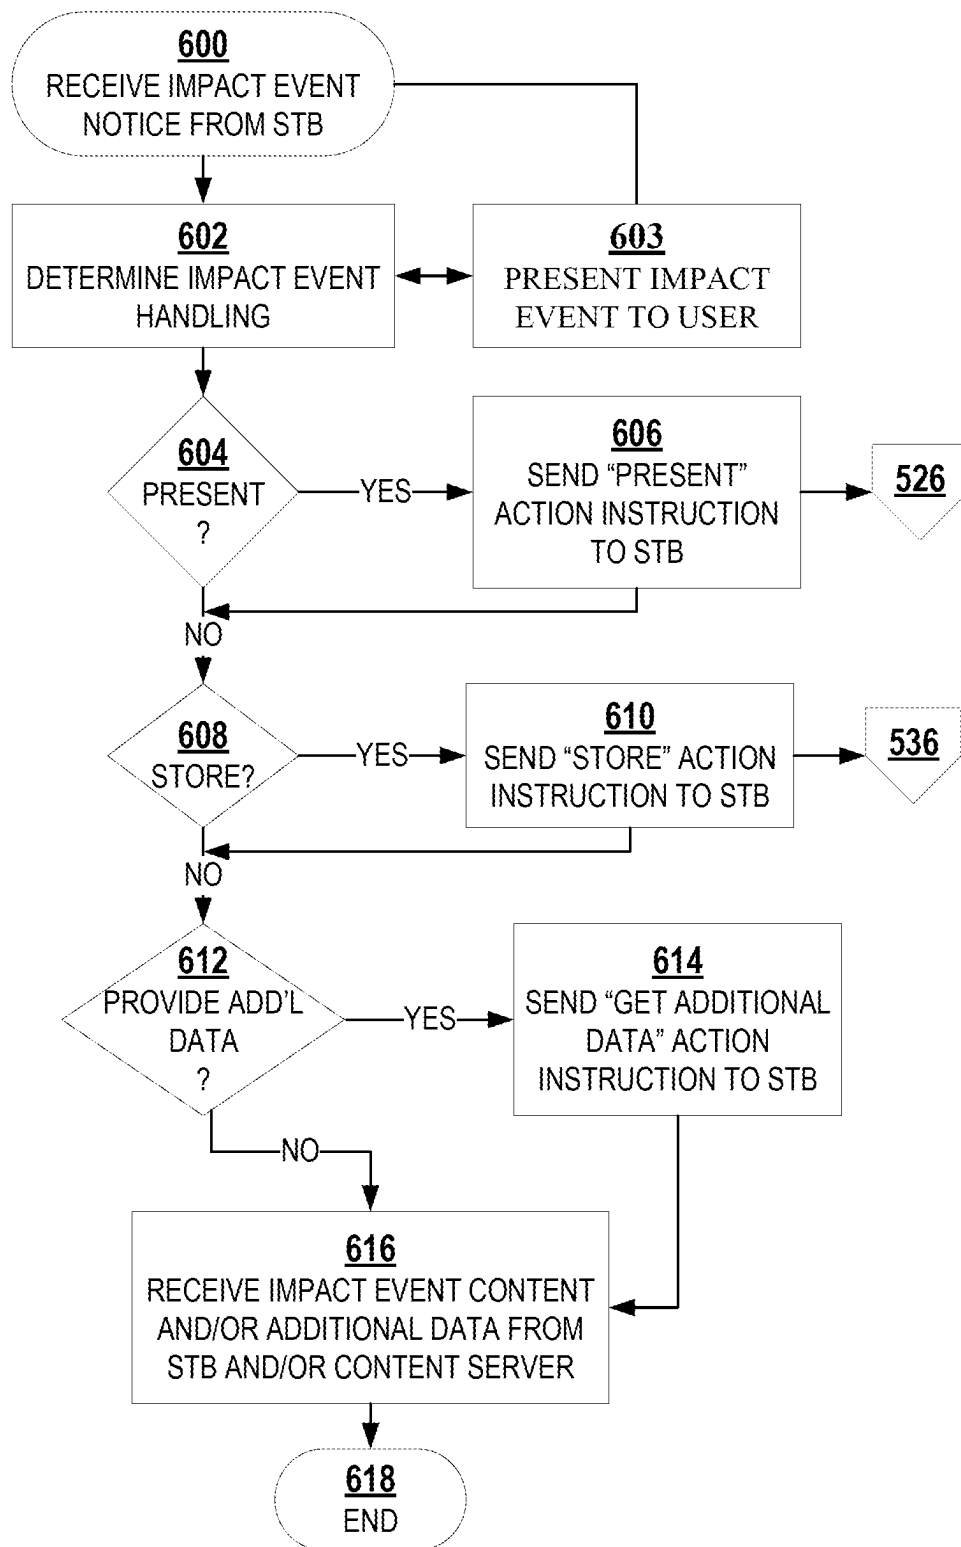 600
RECEIVE IMPACT EVENT
NOTICE FROM STB
602
DETERMINE IMPACT EVENT
HANDLING
603
PRESENT IMPACT
EVENT TO USER
604
PRESENT
?
YES
606
SEND “PRESENT”
ACTION INSTRUCTION
TO STB
526
NO
608
STORE?
YES
610
SEND “STORE” ACTION
INSTRUCTION TO STB
536
NO
612
PROVIDE ADD'L
DATA
?
YES
614
SEND “GET ADDITIONAL
DATA” ACTION
INSTRUCTION TO STB
NO
616
RECEIVE IMPACT EVENT CONTENT
AND/OR ADDITIONAL DATA FROM
STB AND/OR CONTENT SERVER
618
END